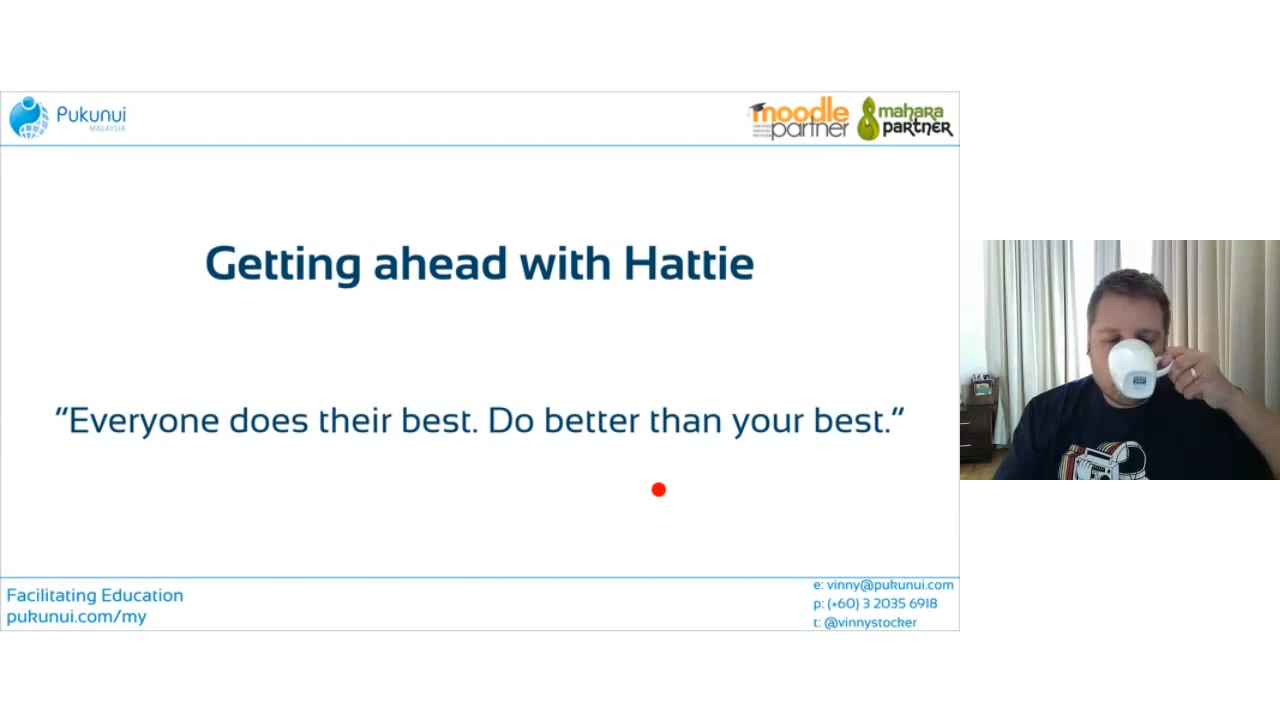 Pukunui
MALAYSIA
moodle
partner
mahara
partner
Getting ahead with Hattie
"Everyone does their best. Do better than your best."
Facilitating Education
pukunui.com/my
e: vinny@pukunui.com
p: (+60) 3 2035 6918
t: @vinnystocker